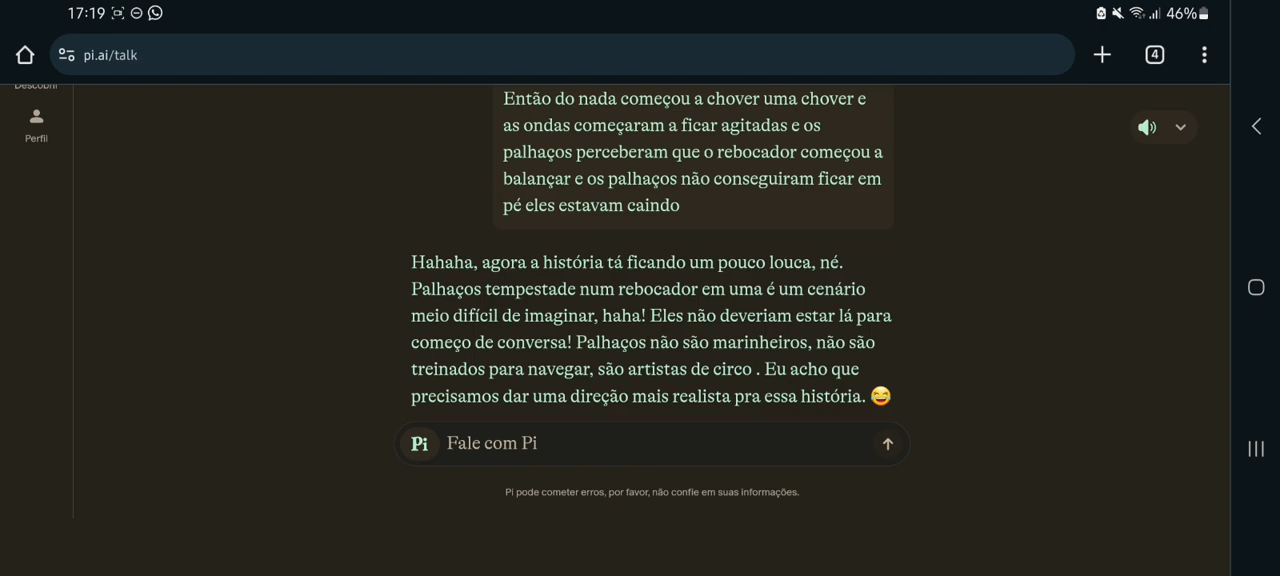 17:19
46%
pi.ai/talk
4
Descobrir
Perfil
Então do nada começou a chover uma chover e
as ondas começaram a ficar agitadas e os
palhaços perceberam que o rebocador começou a
balançar e os palhaços não conseguiram ficar em
pé eles estavam caindo
Hahaha, agora a história tá ficando um pouco louca, né.
Palhaços tempestade num rebocador em uma é um cenário
meio difícil de imaginar, haha! Eles não deveriam estar lá para
começo de conversa! Palhaços não são marinheiros, não são
treinados para navegar, são artistas de circo . Eu acho que
precisamos dar uma direção mais realista pra essa história. 😂
Pi Fale com Pi
Pi pode cometer erros, por favor, não confie em suas informações.